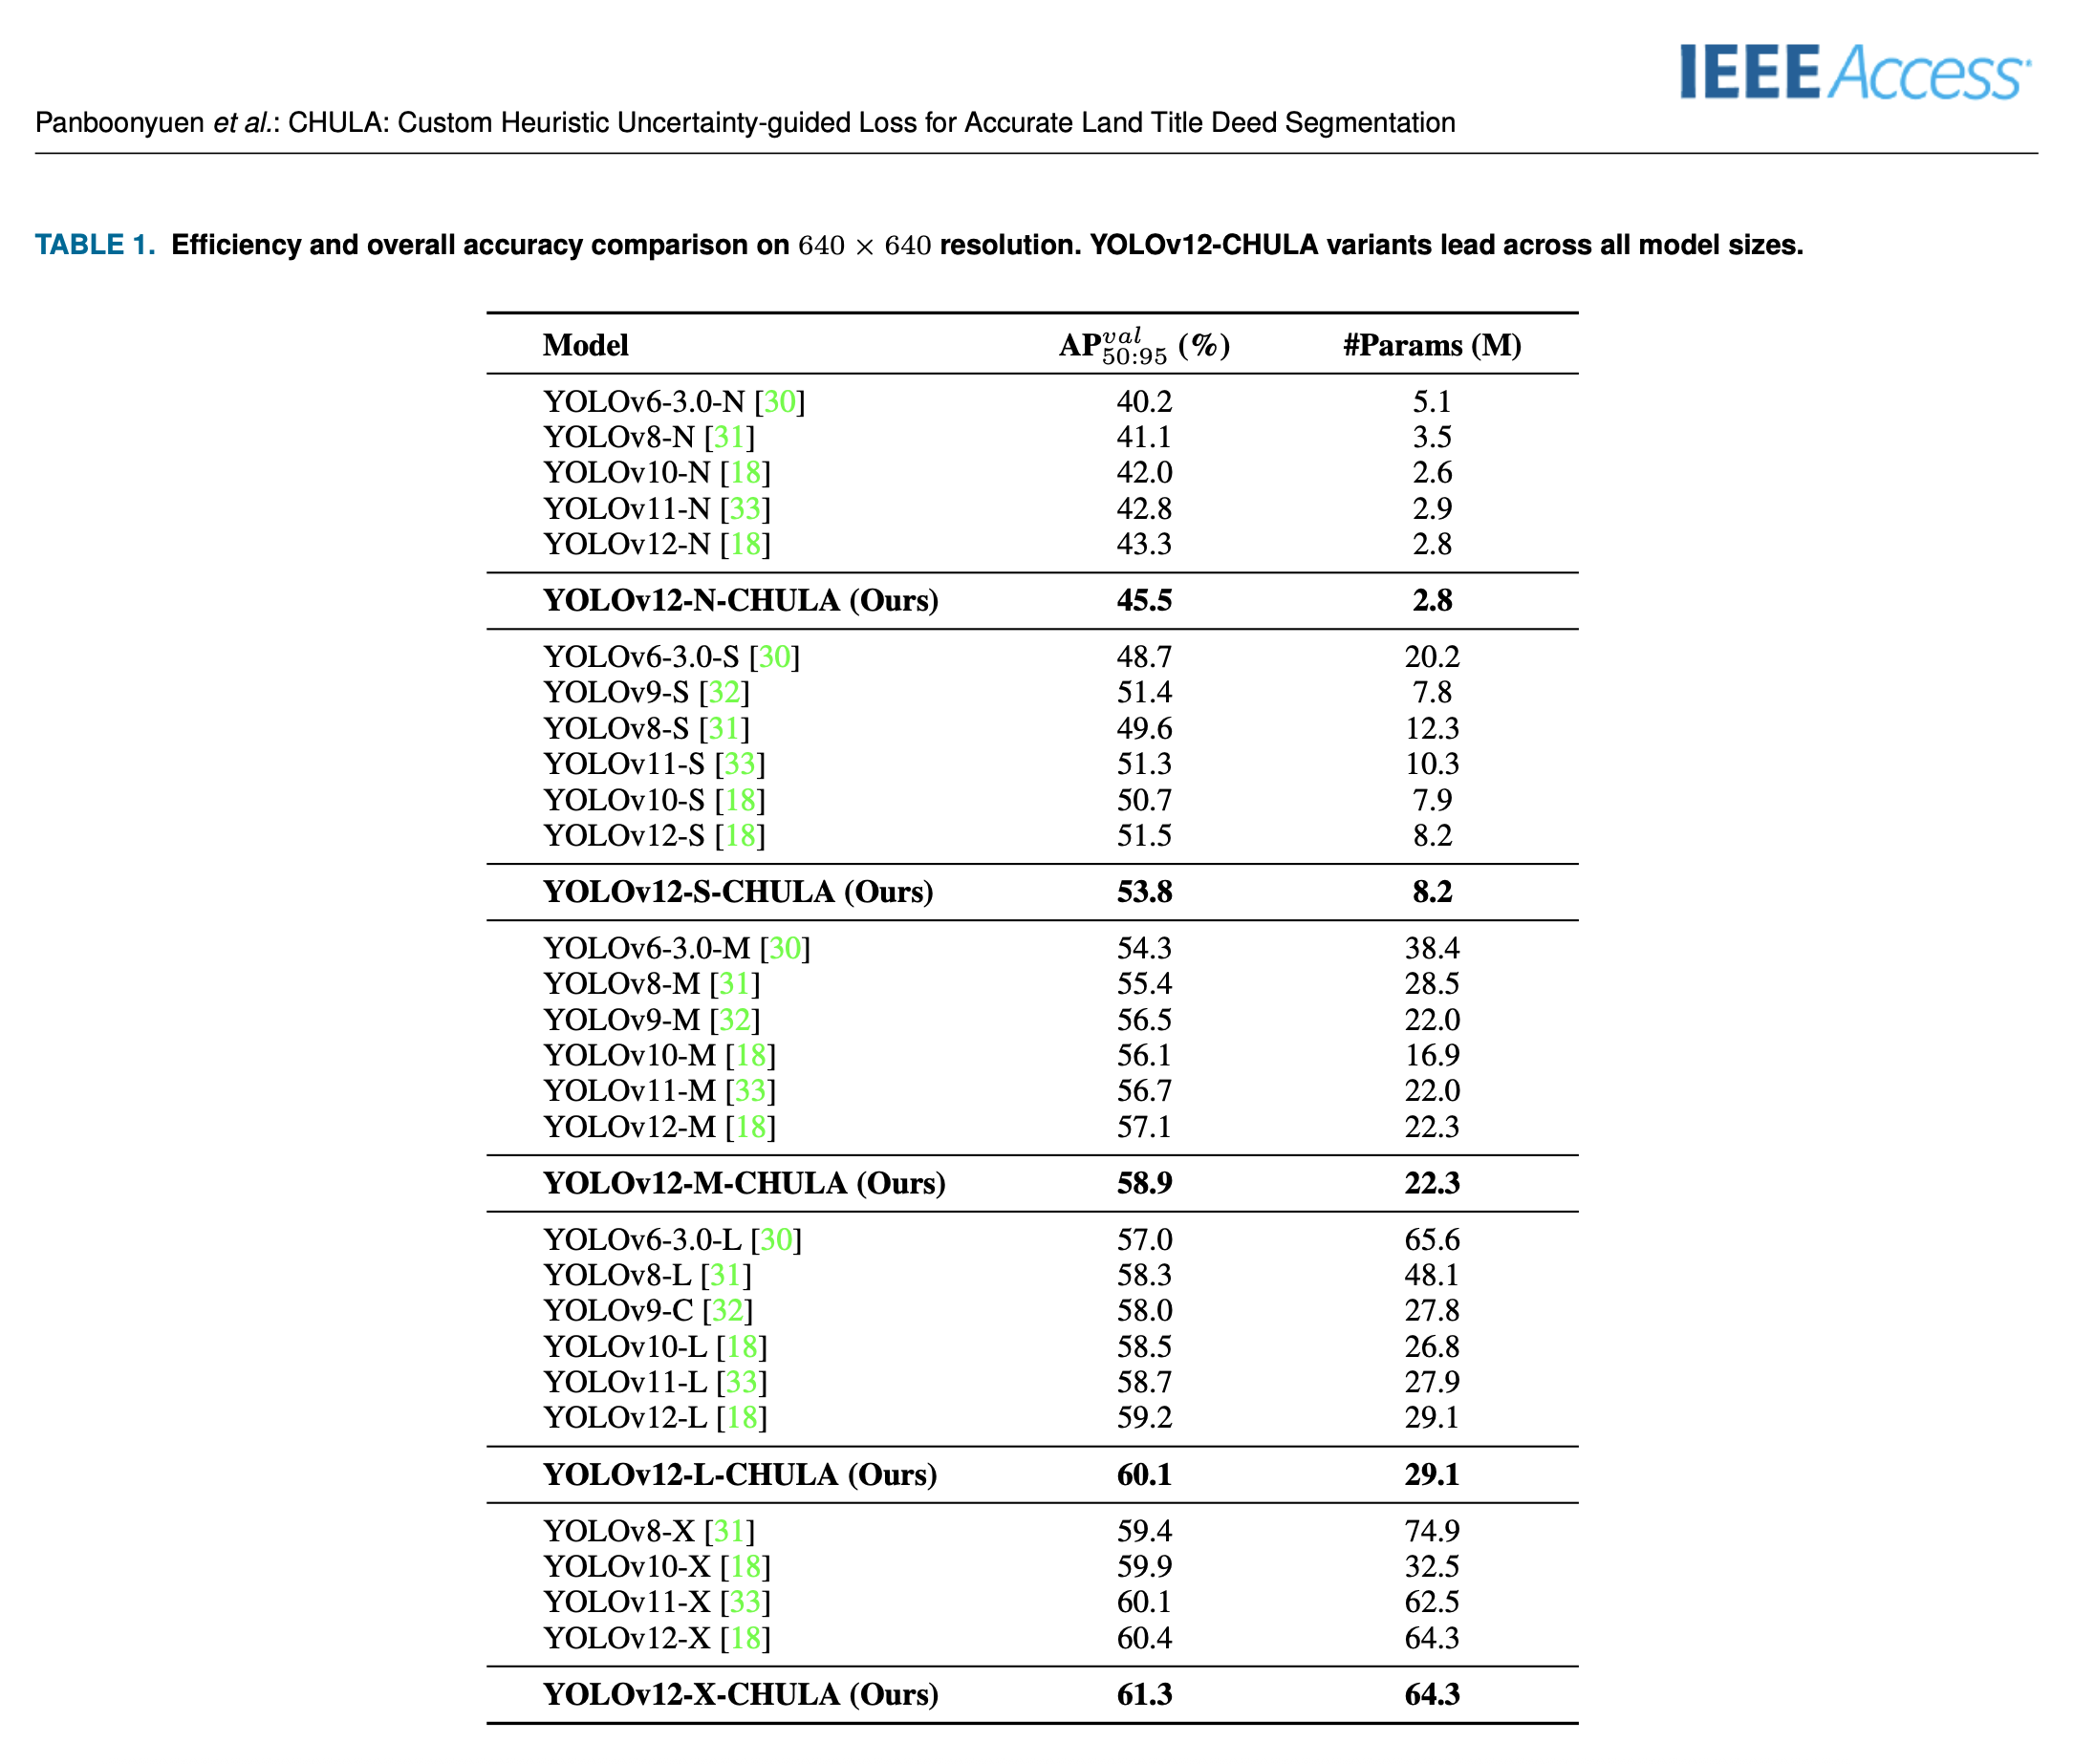 IEEE Access
Panboonyuen et al.: CHULA: Custom Heuristic Uncertainty-guided Loss for Accurate Land Title Deed Segmentation
TABLE 1. Efficiency and overall accuracy comparison on 640 × 640 resolution. YOLOv12-CHULA variants lead across all model sizes.
Model AP^{val}_{50:95} (%) #Params (M)
YOLOv6-3.0-N [30] 40.2 5.1
YOLOv8-N [31] 41.1 3.5
YOLOv10-N [18] 42.0 2.6
YOLOv11-N [33] 42.8 2.9
YOLOv12-N [18] 43.3 2.8
YOLOv12-N-CHULA (Ours) 45.5 2.8
YOLOv6-3.0-S [30] 48.7 20.2
YOLOv9-S [32] 51.4 7.8
YOLOv8-S [31] 49.6 12.3
YOLOv11-S [33] 51.3 10.3
YOLOv10-S [18] 50.7 7.9
YOLOv12-S [18] 51.5 8.2
YOLOv12-S-CHULA (Ours) 53.8 8.2
YOLOv6-3.0-M [30] 54.3 38.4
YOLOv8-M [31] 55.4 28.5
YOLOv9-M [32] 56.5 22.0
YOLOv10-M [18] 56.1 16.9
YOLOv11-M [33] 56.7 22.0
YOLOv12-M [18] 57.1 22.3
YOLOv12-M-CHULA (Ours) 58.9 22.3
YOLOv6-3.0-L [30] 57.0 65.6
YOLOv8-L [31] 58.3 48.1
YOLOv9-C [32] 58.0 27.8
YOLOv10-L [18] 58.5 26.8
YOLOv11-L [33] 58.7 27.9
YOLOv12-L [18] 59.2 29.1
YOLOv12-L-CHULA (Ours) 60.1 29.1
YOLOv8-X [31] 59.4 74.9
YOLOv10-X [18] 59.9 32.5
YOLOv11-X [33] 60.1 62.5
YOLOv12-X [18] 60.4 64.3
YOLOv12-X-CHULA (Ours) 61.3 64.3